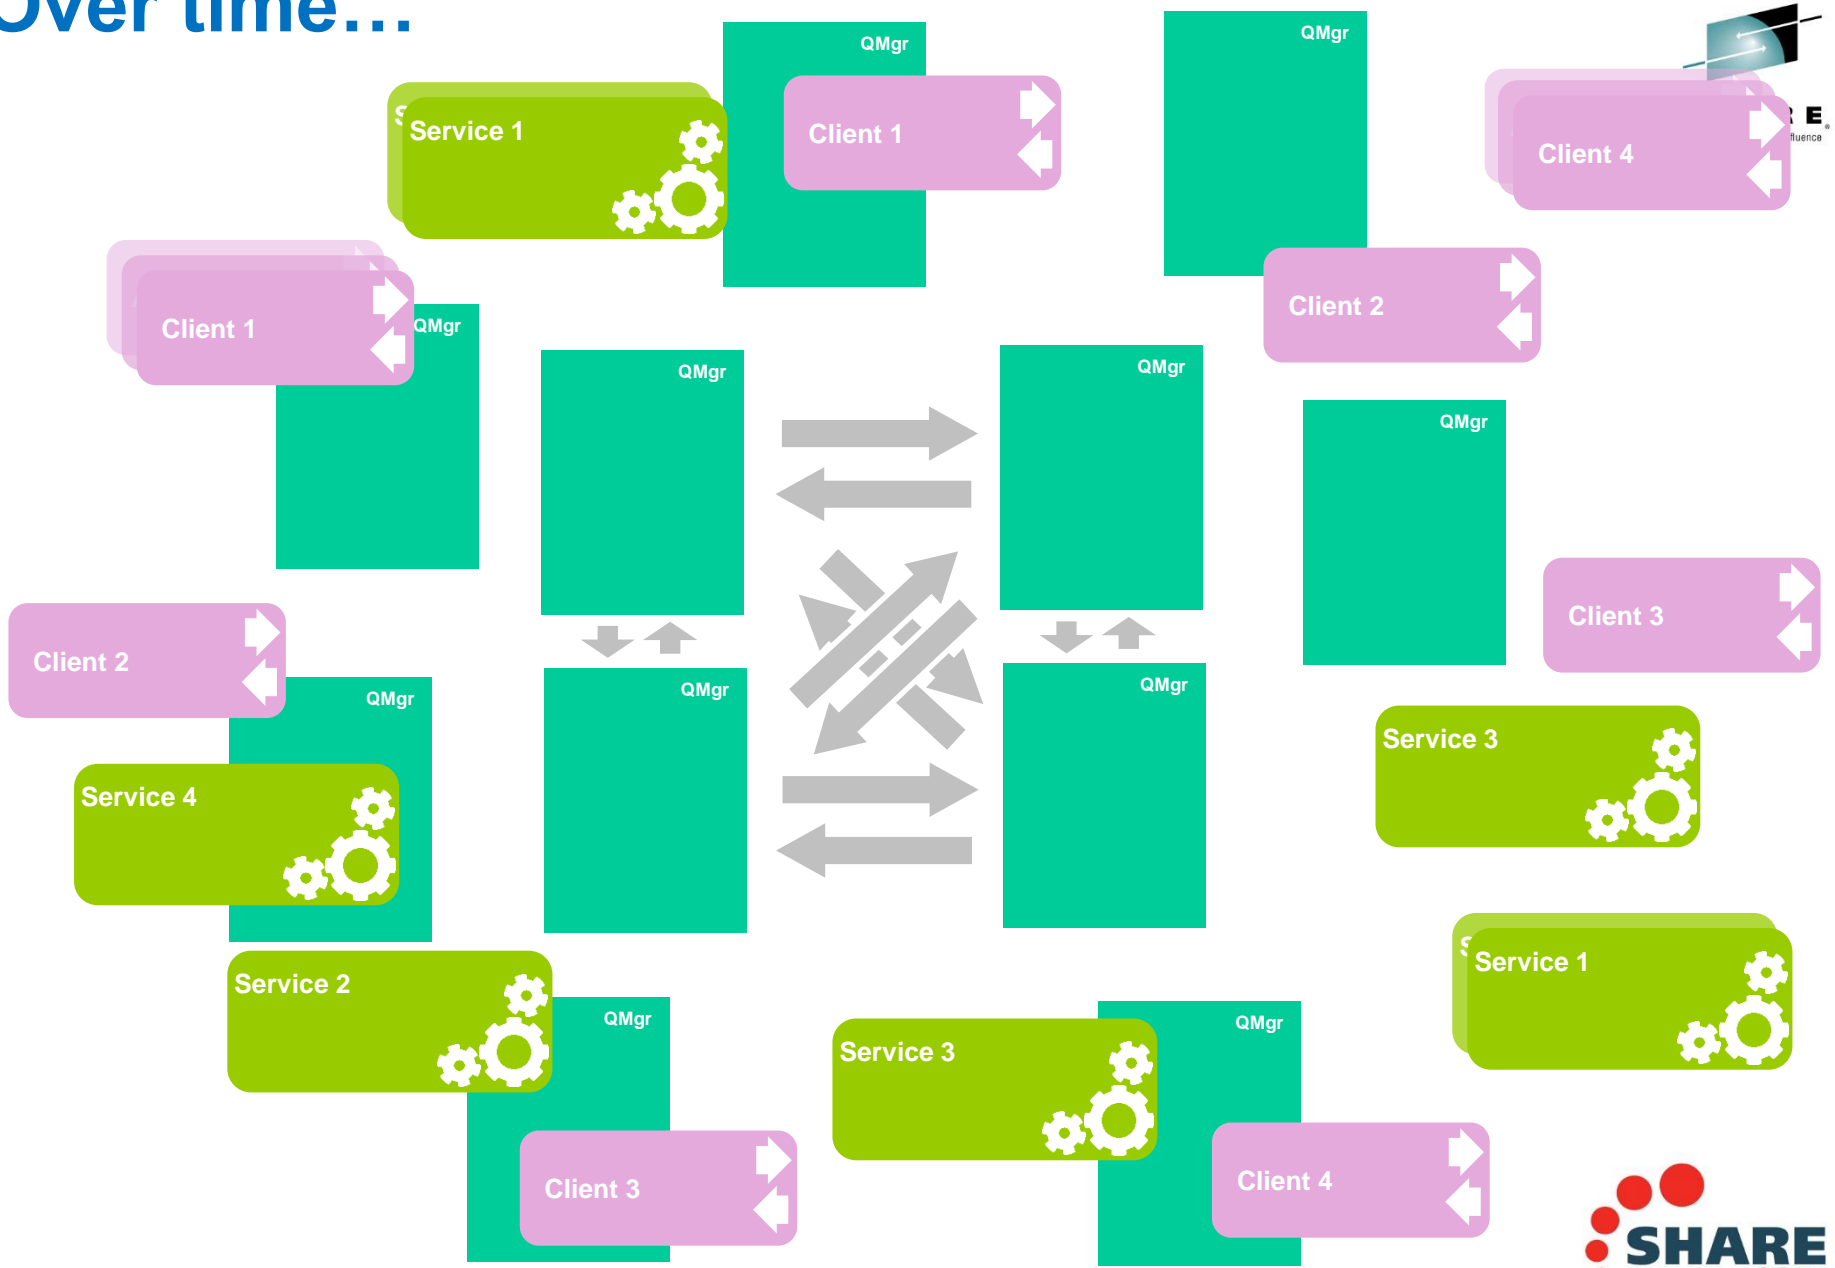 Over time…
QMgr
QMgr
Service 1
Client 1
Client 4
R E
fluence
Client 2
Client 1
QMgr
QMgr
QMgr
QMgr
Client 3
Client 2
QMgr
QMgr
QMgr
Service 3
Service 4
Service 1
Service 2
QMgr
QMgr
Service 3
Client 3
Client 4
SHARE